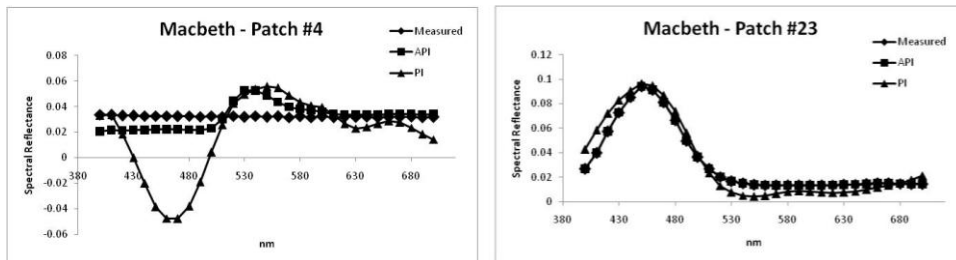 Macbeth - Patch #4
Measured
API
PI
0.08
0.06
0.04
0.02
0
-0.02
-0.04
-0.06
380
430
480
530
580
630
680
Spectral Reflectance
nm
Macbeth - Patch #23
Measured
API
PI
0.12
0.1
0.08
0.06
0.04
0.02
0
380
430
480
530
580
630
680
Spectral Reflectance
nm